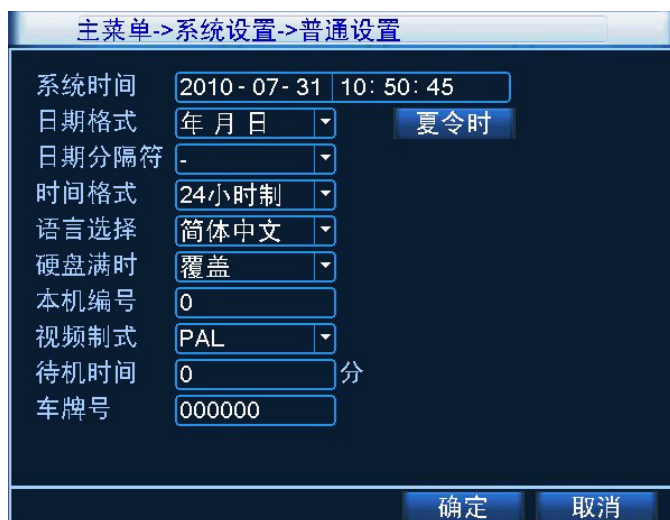 主菜单->系统设置->普通设置
系统时间 2010-07-31 10:50:45
日期格式 年月日 夏令时
日期分隔符 -
时间格式 24小时制
语言选择 简体中文
硬盘满时 覆盖
本机编号 0
视频制式 PAL
待机时间 0 分
车牌号 000000
确定 取消